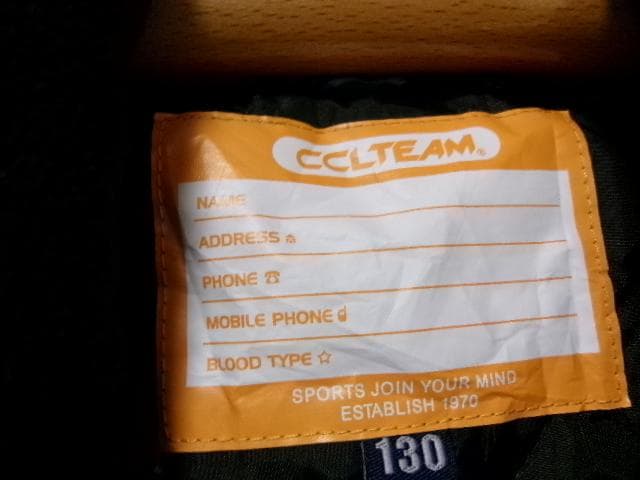 CCLTEAM®
NAME
ADDRESS
PHONE ☎
MOBILE PHONE
BLOOD TYPE ☆
SPORTS JOIN YOUR MIND
ESTABLISH 1970
130